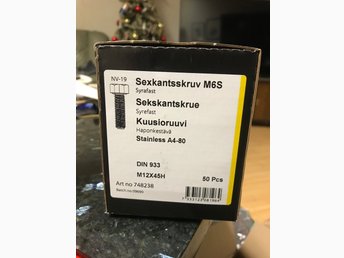 NV-19
Sexkantsskruv M6S
Syrafast
Sekskantskrue
Syrefast
Kuusioruuvi
Haponkestävä
Stainless A4-80
DIN 933
M12X45H
50 Pcs
Art no 748238